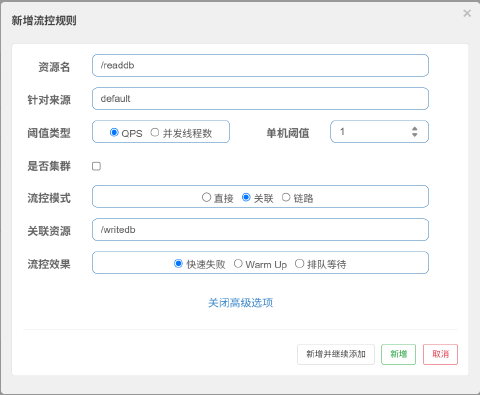 新增流控规则
×
资源名 /readdb
针对来源 default
阈值类型 QPS 并发线程数 单机阈值 1
是否集群
流控模式 直接 关联 链路
关联资源 /writedb
流控效果 快速失败 Warm Up 排队等待
关闭高级选项
新增并继续添加 新增 取消